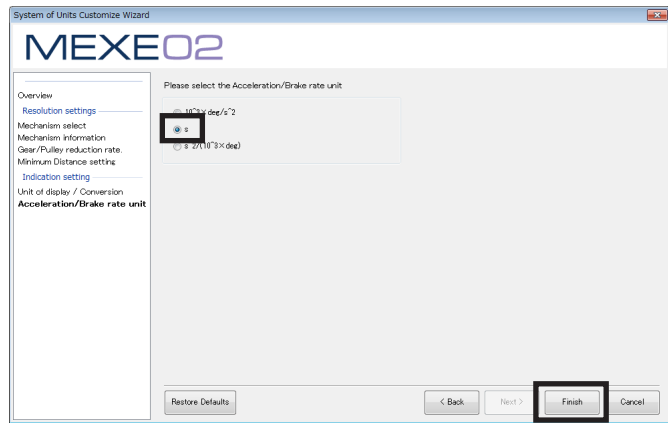 System of Units Customize Wizard
MEXE02
Overview
Resolution settings
Mechanism select
Mechanism information
Gear/Pulley reduction rate.
Minimum Distance setting
Indication setting
Unit of display / Conversion
Acceleration/Brake rate unit
Please select the Acceleration/Brake rate unit
10^3×deg/s^2
s
s^2/(10^3×deg)
Restore Defaults
< Back
Next >
Finish
Cancel